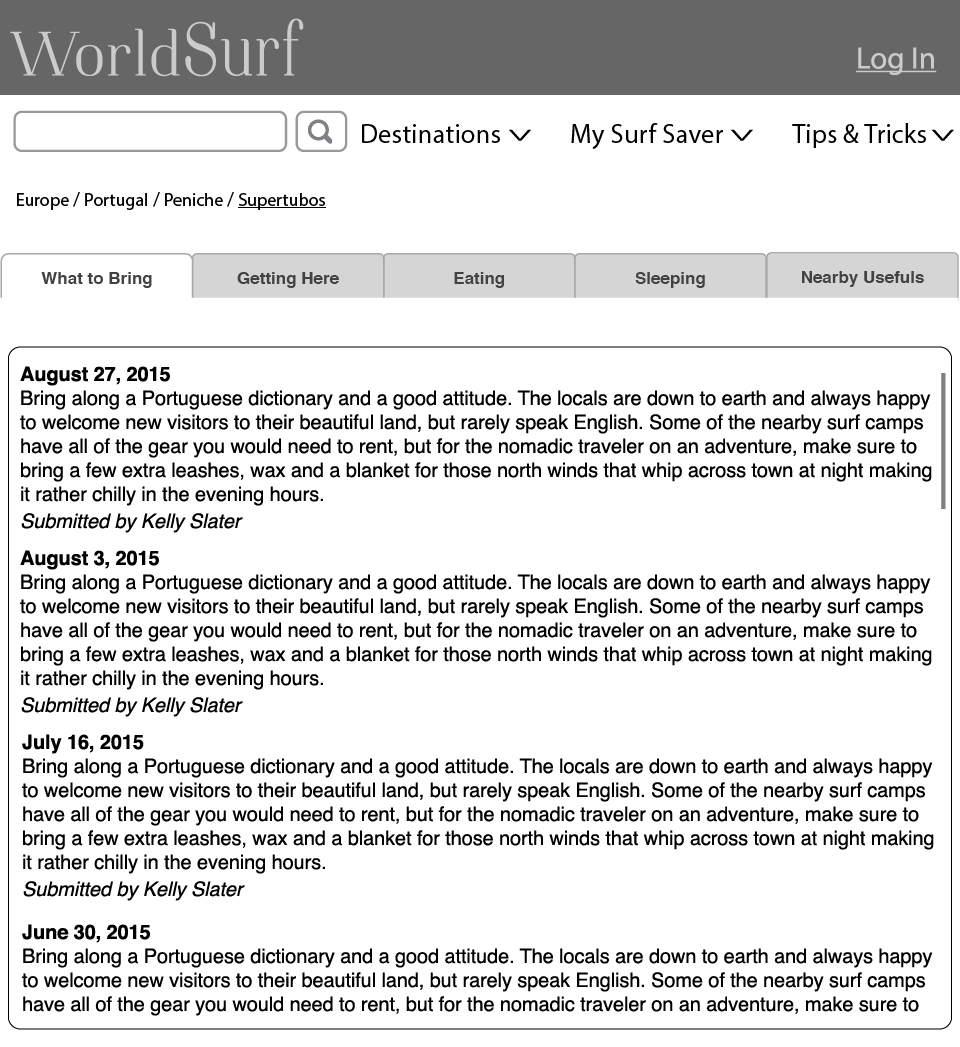 WorldSurf
Log In
Destinations
My Surf Saver
Tips & Tricks
Europe / Portugal / Peniche / Supertubos
What to Bring
Getting Here
Eating
Sleeping
Nearby Usefuls
August 27, 2015
Bring along a Portuguese dictionary and a good attitude. The locals are down to earth and always happy
to welcome new visitors to their beautiful land, but rarely speak English. Some of the nearby surf camps
have all of the gear you would need to rent, but for the nomadic traveler on an adventure, make sure to
bring a few extra leashes, wax and a blanket for those north winds that whip across town at night making
it rather chilly in the evening hours.
Submitted by Kelly Slater
August 3, 2015
Bring along a Portuguese dictionary and a good attitude. The locals are down to earth and always happy
to welcome new visitors to their beautiful land, but rarely speak English. Some of the nearby surf camps
have all of the gear you would need to rent, but for the nomadic traveler on an adventure, make sure to
bring a few extra leashes, wax and a blanket for those north winds that whip across town at night making
it rather chilly in the evening hours.
Submitted by Kelly Slater
July 16, 2015
Bring along a Portuguese dictionary and a good attitude. The locals are down to earth and always happy
to welcome new visitors to their beautiful land, but rarely speak English. Some of the nearby surf camps
have all of the gear you would need to rent, but for the nomadic traveler on an adventure, make sure to
bring a few extra leashes, wax and a blanket for those north winds that whip across town at night making
it rather chilly in the evening hours.
Submitted by Kelly Slater
June 30, 2015
Bring along a Portuguese dictionary and a good attitude. The locals are down to earth and always happy
to welcome new visitors to their beautiful land, but rarely speak English. Some of the nearby surf camps
have all of the gear you would need to rent, but for the nomadic traveler on an adventure, make sure to